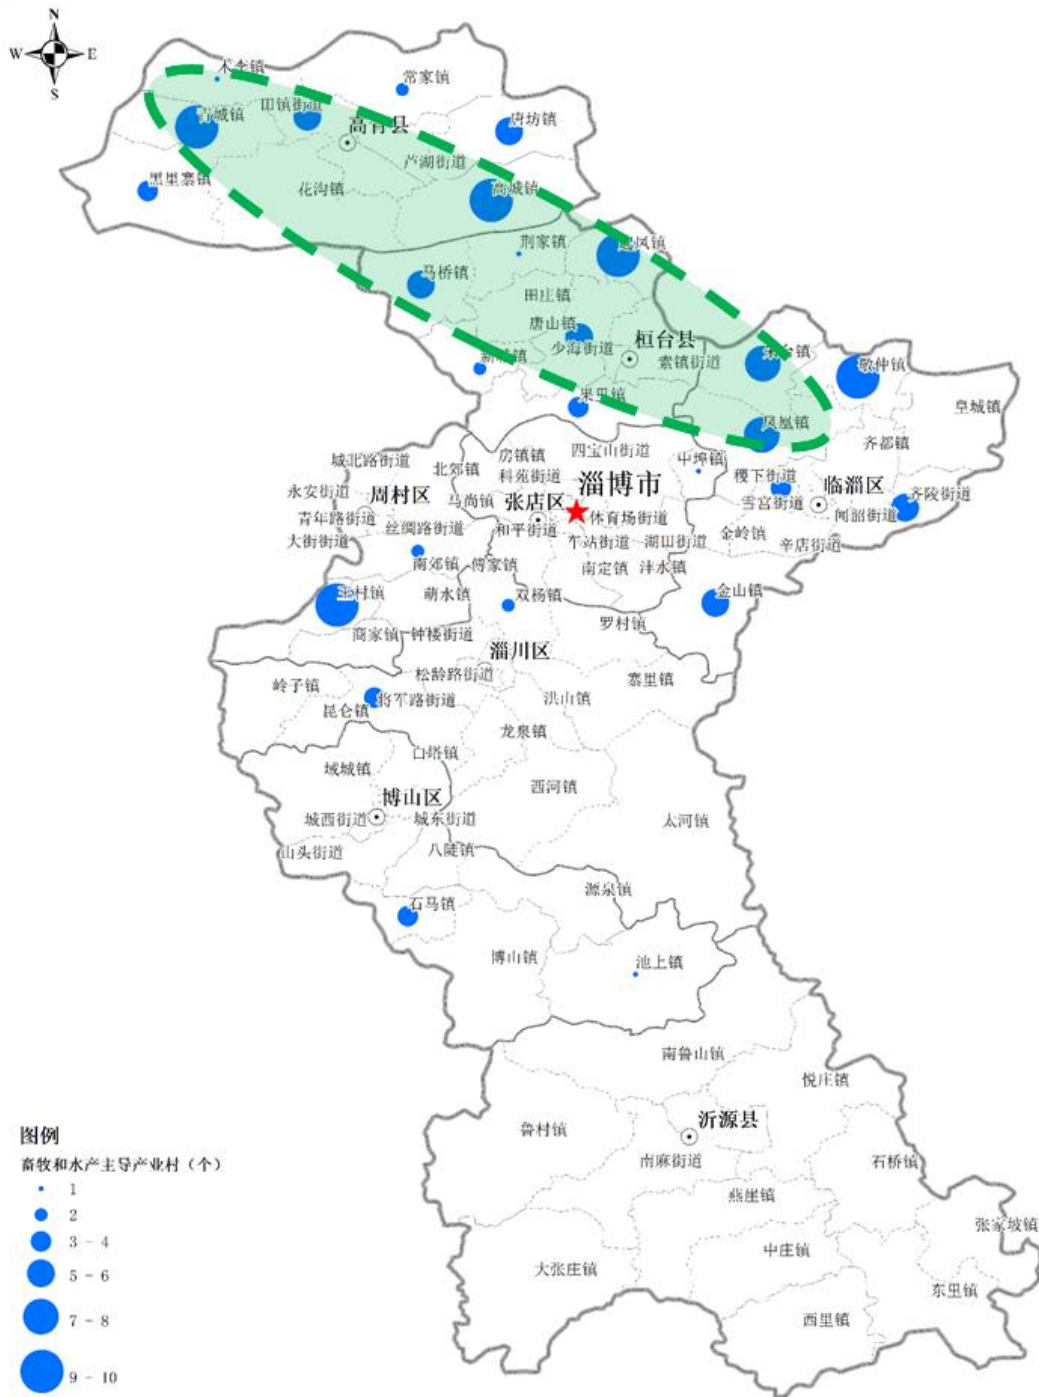 N
W
E
S
木李镇
常家镇
青城镇
田镇街道
高青县
唐坊镇
芦湖街道
黑里寨镇
花沟镇
高城镇
荆家镇
起凤镇
马桥镇
田庄镇
唐山镇
桓台县
少海街道
索镇街道
新城镇
朱台镇
敬仲镇
果里镇
皇城镇
凤凰镇
齐都镇
四宝山街道
房镇镇
城北路街道
北郊镇
科苑街道
中埠镇
稷下街道
永安街道
周村区
马尚镇
张店区
淄博市
临淄区
齐陵街道
雪宫街道
闻韶街道
青年路街道
丝绸路街道
和平街道
体育场街道
大街街道
车站街道
湖田街道
金岭镇
辛店街道
南郊镇
傅家镇
南定镇
沣水镇
王村镇
萌水镇
双杨镇
金山镇
罗村镇
商家镇
钟楼街道
淄川区
松龄路街道
岭子镇
寨里镇
将军路街道
洪山镇
昆仑镇
龙泉镇
白塔镇
域城镇
西河镇
博山区
城西街道
城东街道
太河镇
山头街道
八陡镇
源泉镇
石马镇
博山镇
池上镇
南鲁山镇
悦庄镇
鲁村镇
沂源县
南麻街道
石桥镇
燕崖镇
张家坡镇
中庄镇
大张庄镇
东里镇
西里镇
图例
畜牧和水产主导产业村（个）
1
2
3 - 4
5 - 6
7 - 8
9 - 10